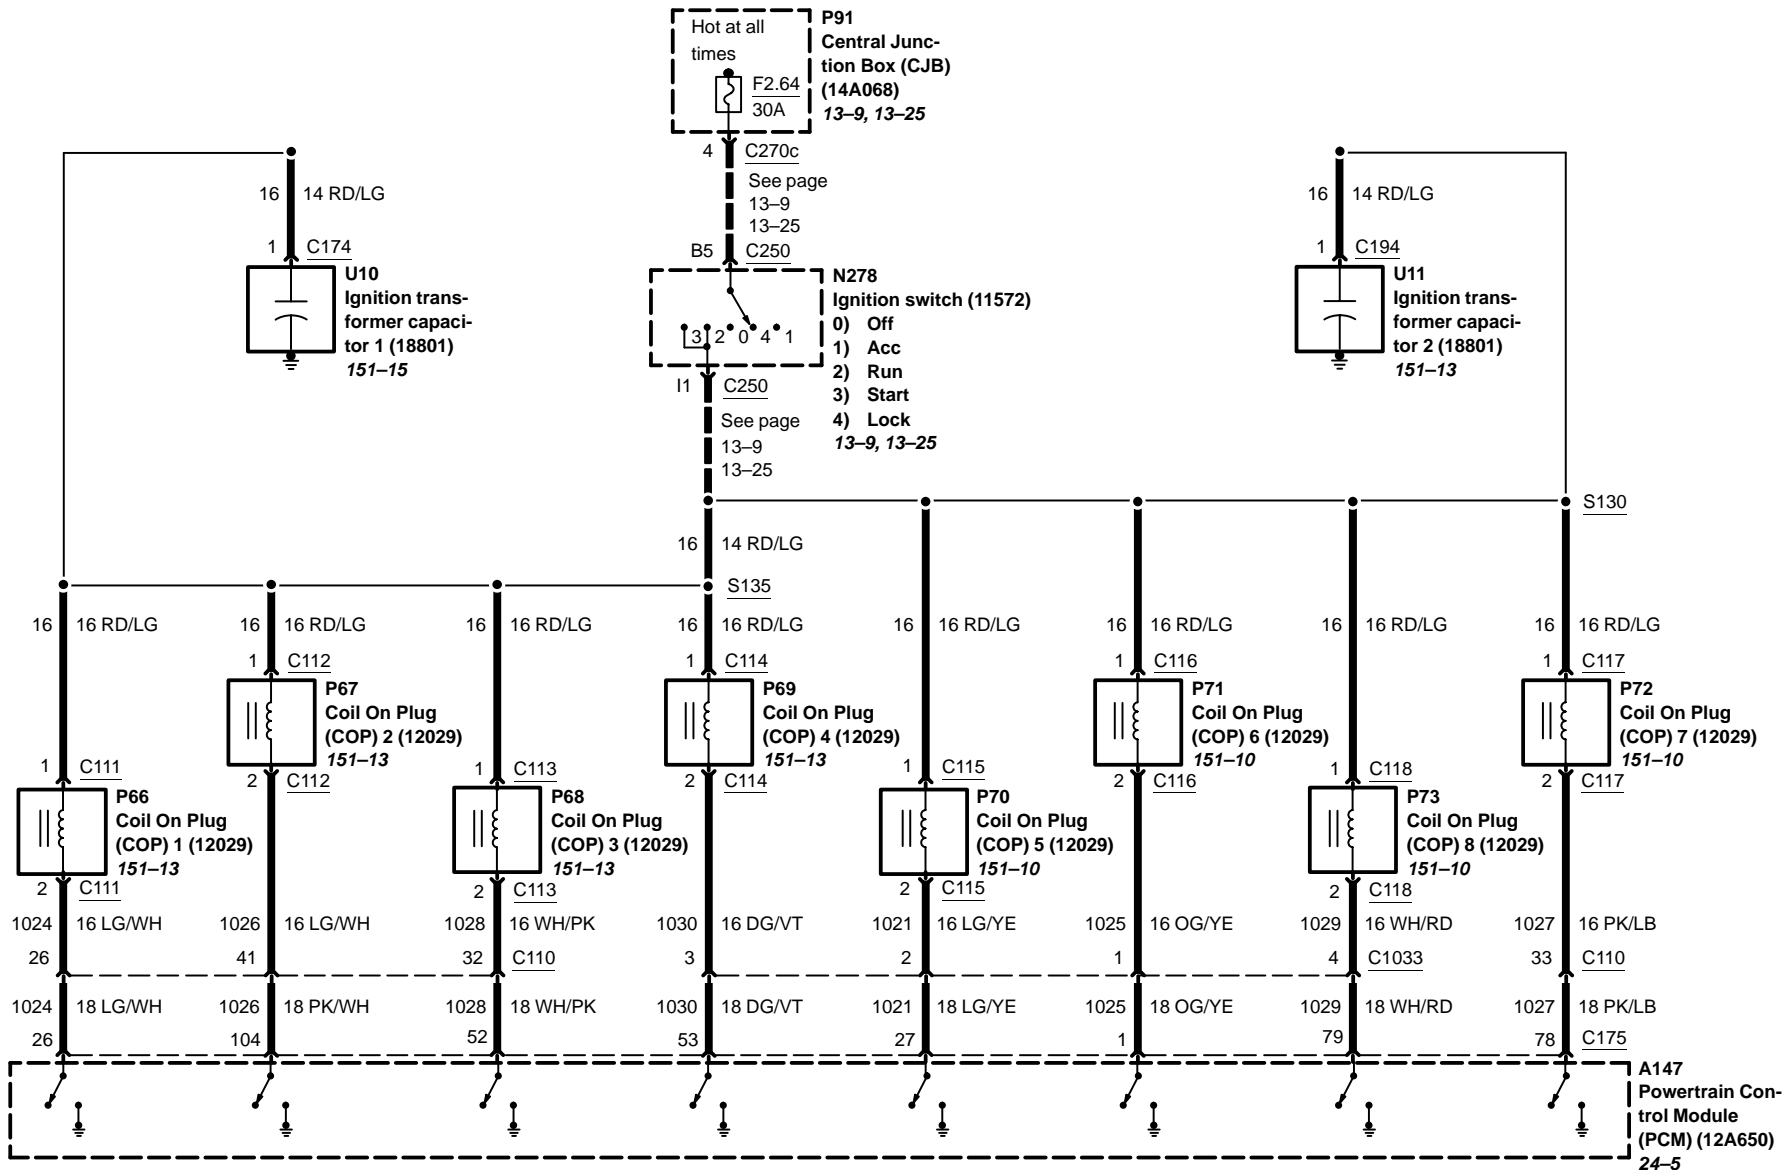 Hot at all
times
F2.64
30A
P91
Central Junc-
tion Box (CJB)
(14A068)
13–9, 13–25
4 C270c
See page
13–9
13–25
B5 C250
16 14 RD/LG
1 C174
U10
Ignition trans-
former capaci-
tor 1 (18801)
151–15
N278
Ignition switch (11572)
0) Off
1) Acc
2) Run
3) Start
4) Lock
13–9, 13–25
3 2 0 4 1
I1 C250
See page
13–9
13–25
16 14 RD/LG
1 C194
U11
Ignition trans-
former capaci-
tor 2 (18801)
151–13
S130
16 14 RD/LG
S135
16 16 RD/LG 16 16 RD/LG 16 16 RD/LG 16 16 RD/LG 16 16 RD/LG 16 16 RD/LG 16 16 RD/LG 16 16 RD/LG
1 C112 1 C114 1 C116 1 C117
P67
Coil On Plug
(COP) 2 (12029)
151–13
2 C112
P69
Coil On Plug
(COP) 4 (12029)
151–13
2 C114
P71
Coil On Plug
(COP) 6 (12029)
151–10
2 C116
P72
Coil On Plug
(COP) 7 (12029)
151–10
2 C117
1 C111 1 C113 1 C115 1 C118
P66
Coil On Plug
(COP) 1 (12029)
151–13
2 C111
P68
Coil On Plug
(COP) 3 (12029)
151–13
2 C113
P70
Coil On Plug
(COP) 5 (12029)
151–10
2 C115
P73
Coil On Plug
(COP) 8 (12029)
151–10
2 C118
1024 16 LG/WH 1026 16 LG/WH 1028 16 WH/PK 1030 16 DG/VT 1021 16 LG/YE 1025 16 OG/YE 1029 16 WH/RD 1027 16 PK/LB
26 41 32 C110 3 2 1 4 C1033 33 C110
1024 18 LG/WH 1026 18 PK/WH 1028 18 WH/PK 1030 18 DG/VT 1021 18 LG/YE 1025 18 OG/YE 1029 18 WH/RD 1027 18 PK/LB
26 104 52 53 27 1 79 78 C175
A147
Powertrain Con-
trol Module
(PCM) (12A650)
24–5